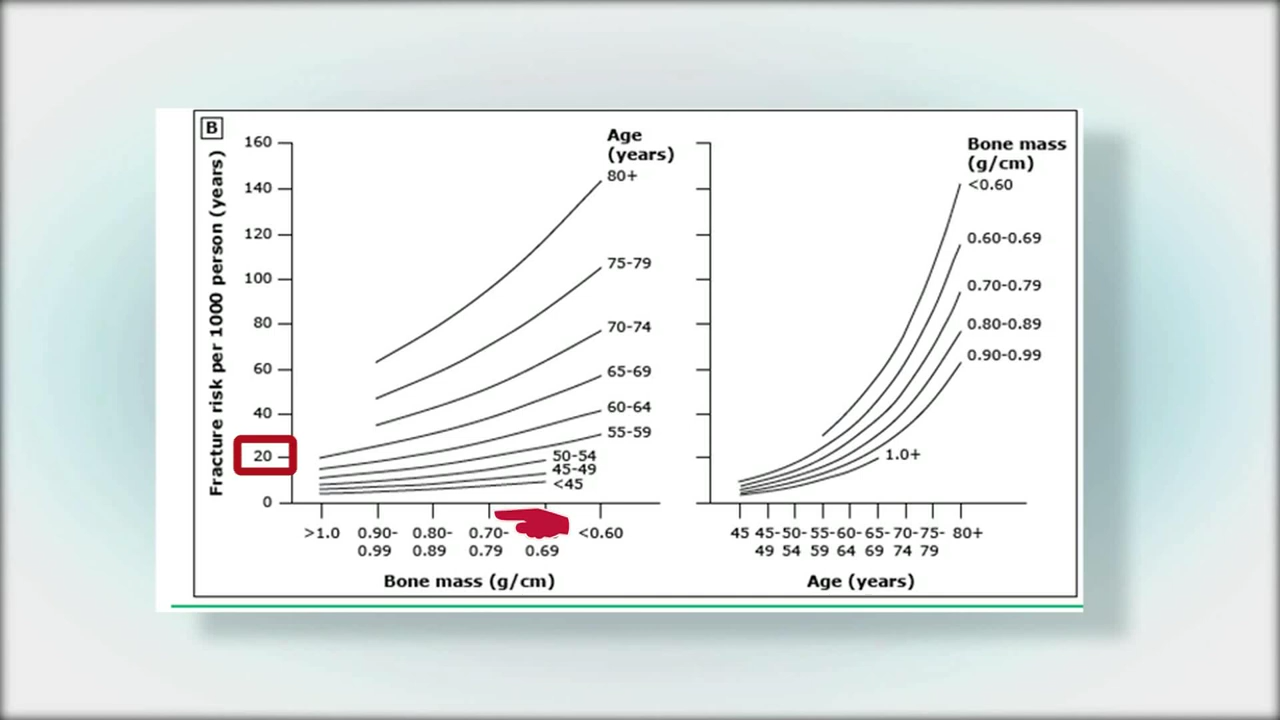 B
Fracture risk per 1000 person (years)
160
140
120
100
80
60
40
20
0
Age
(years)
80+
75-79
70-74
65-69
60-64
55-59
50-54
45-49
<45
>1.0 0.90- 0.80- 0.70- <0.60
0.99 0.89 0.79 0.69
Bone mass (g/cm)
Bone mass
(g/cm)
<0.60
0.60-0.69
0.70-0.79
0.80-0.89
0.90-0.99
1.0+
45 45- 50- 55- 60- 65- 70- 75- 80+
49 54 59 64 69 74 79
Age (years)